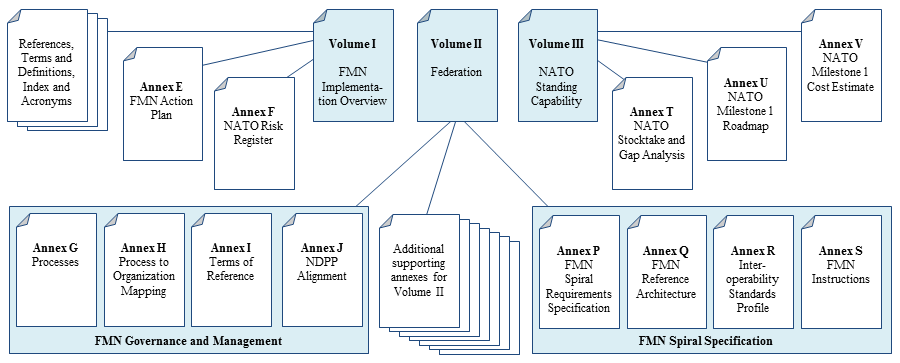 References,
Terms and
Definitions,
Index and
Acronyms
Annex E
FMN Action
Plan
Annex F
NATO Risk
Register
Volume I
FMN
Implementa-
tion Overview
Volume II
Federation
Volume III
NATO
Standing
Capability
Annex T
NATO
Stocktake and
Gap Analysis
Annex U
NATO
Milestone 1
Roadmap
Annex V
NATO
Milestone 1
Cost Estimate
Annex G
Processes
Annex H
Process to
Organization
Mapping
Annex I
Terms of
Reference
Annex J
NDPP
Alignment
FMN Governance and Management
Additional
supporting
annexes for
Volume II
Annex P
FMN
Spiral
Requirements
Specification
Annex Q
FMN
Reference
Architecture
Annex R
Inter-
operability
Standards
Profile
Annex S
FMN
Instructions
FMN Spiral Specification